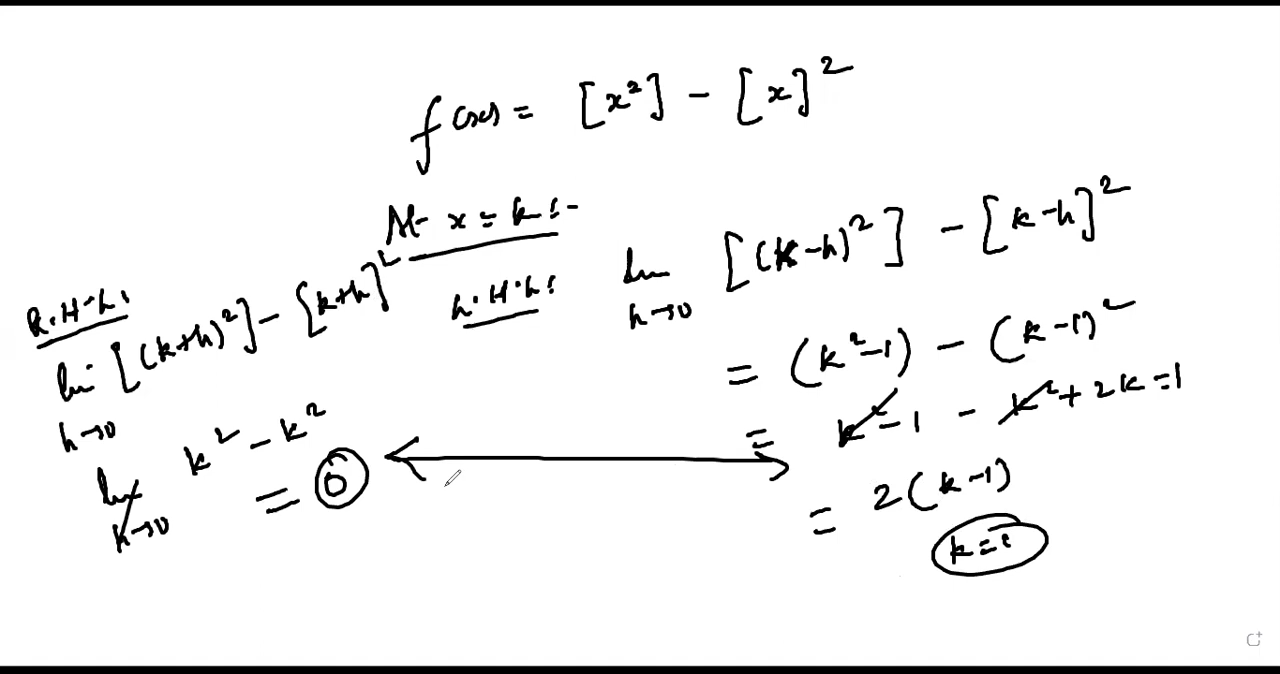 f(x) = [x²] - [x]²
At x = k :-
R.H.L.
lim h→0 [(k+h)²] - [k+h]²
lim h→0 k² - k²
= 0
L.H.L:
lim h→0 [(k-h)²] - [k-h]²
= (k²-1) - (k-1)²
= k²-1 - k²+2k-1
= 2(k-1)
k=1